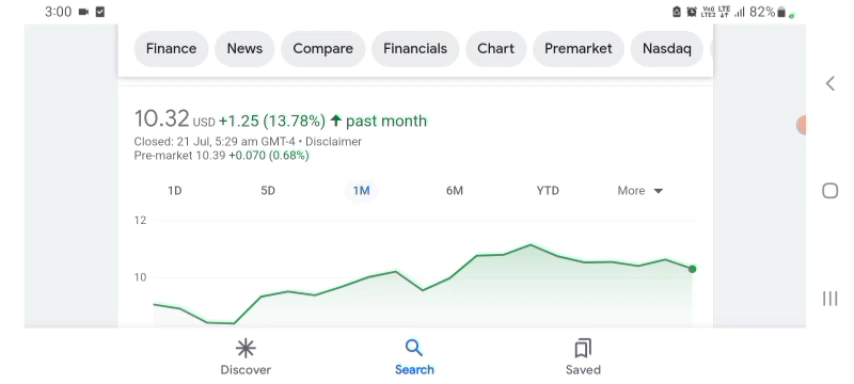 3:00 82%
Finance News Compare Financials Chart Premarket Nasdaq
10.32 USD +1.25 (13.78%) ↑ past month
Closed: 21 Jul, 5:29 am GMT-4 • Disclaimer
Pre-market 10.39 +0.070 (0.68%)
1D 5D 1M 6M YTD More
12
10
Discover Search Saved